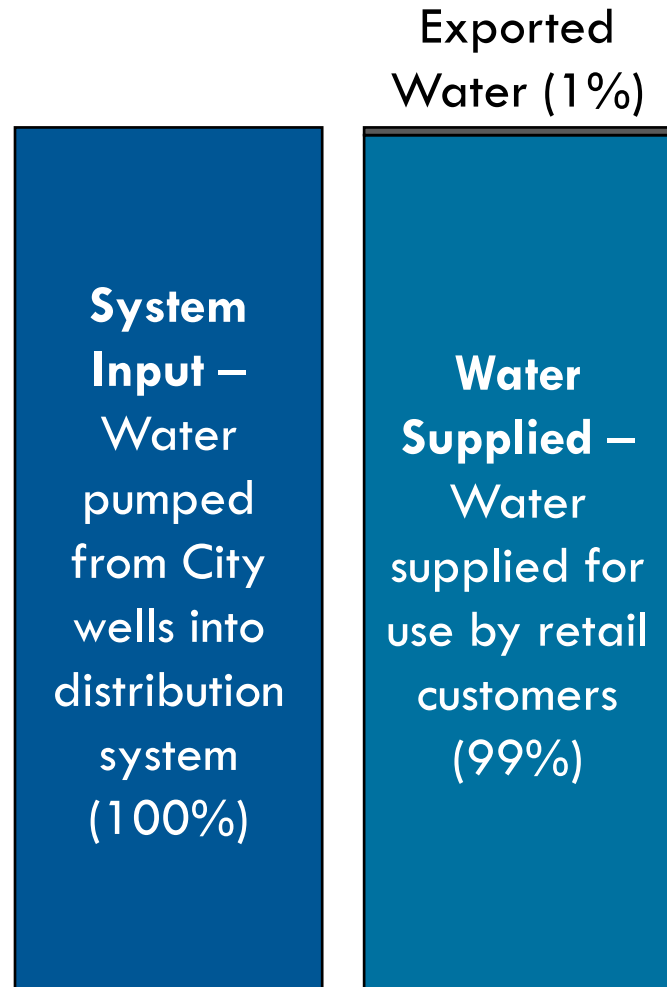 Exported
Water (1%)
System
Input –
Water
pumped
from City
wells into
distribution
system
(100%)
Water
Supplied –
Water
supplied for
use by retail
customers
(99%)